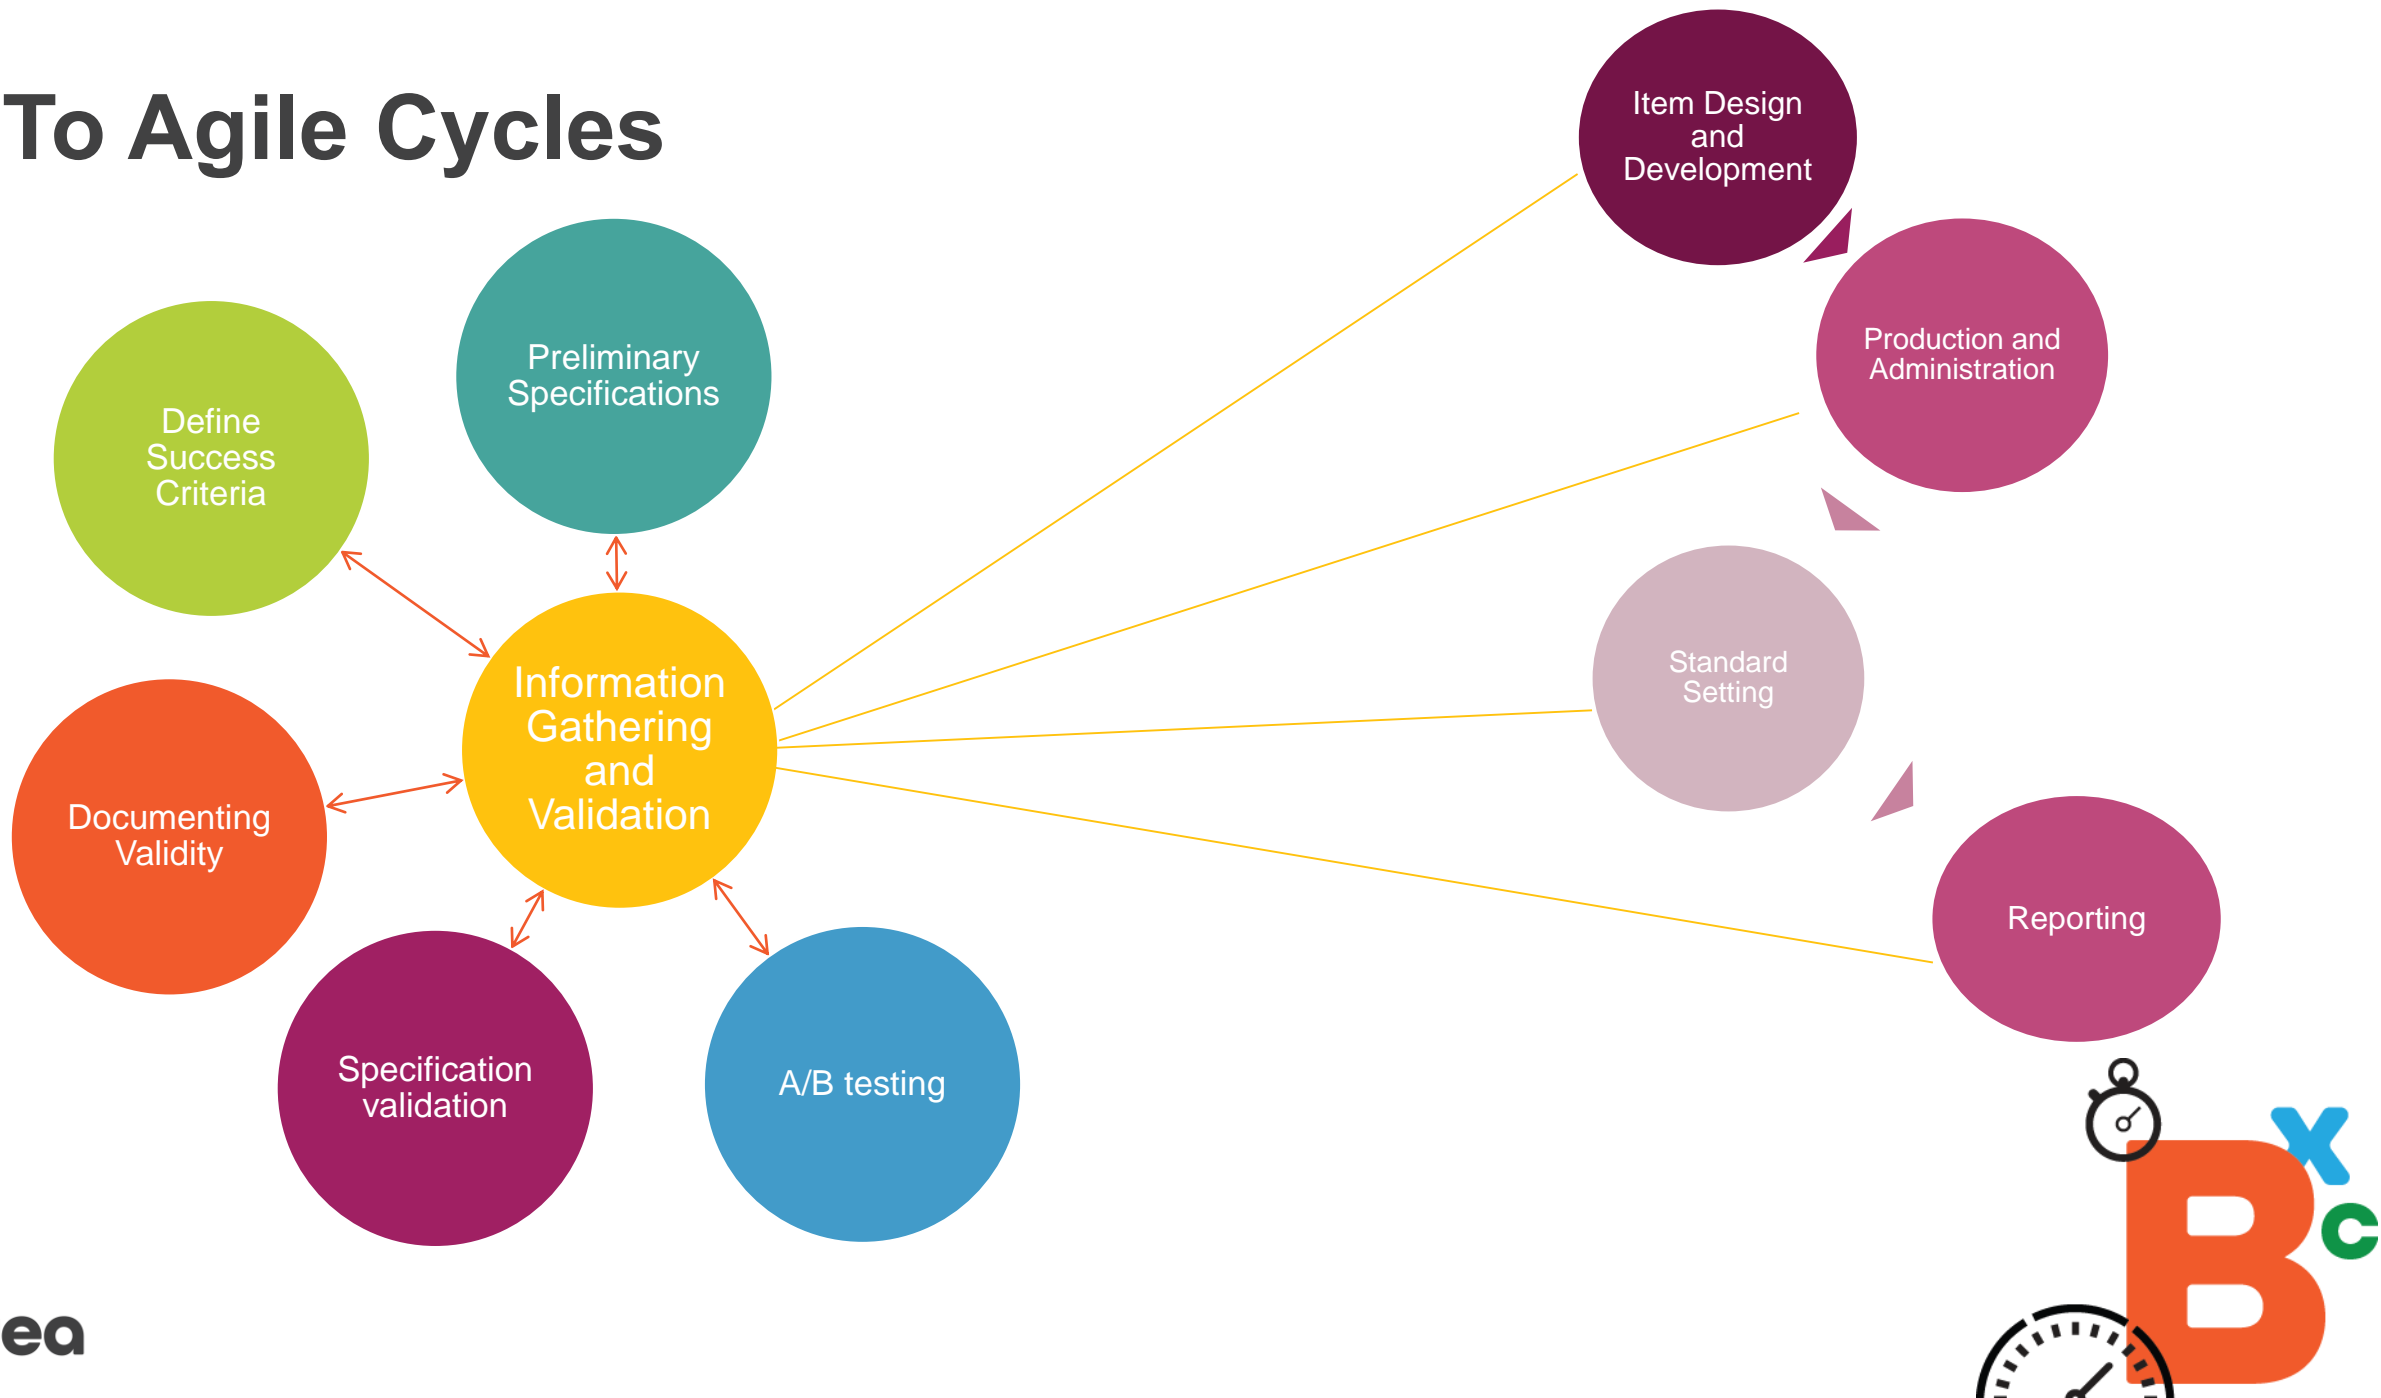 To Agile Cycles
Item Design
and
Development
Production and
Administration
Preliminary
Specifications
Define
Success
Criteria
Information
Gathering
and
Validation
Standard
Setting
Documenting
Validity
Reporting
Specification
validation
A/B testing
x
B
c
ea